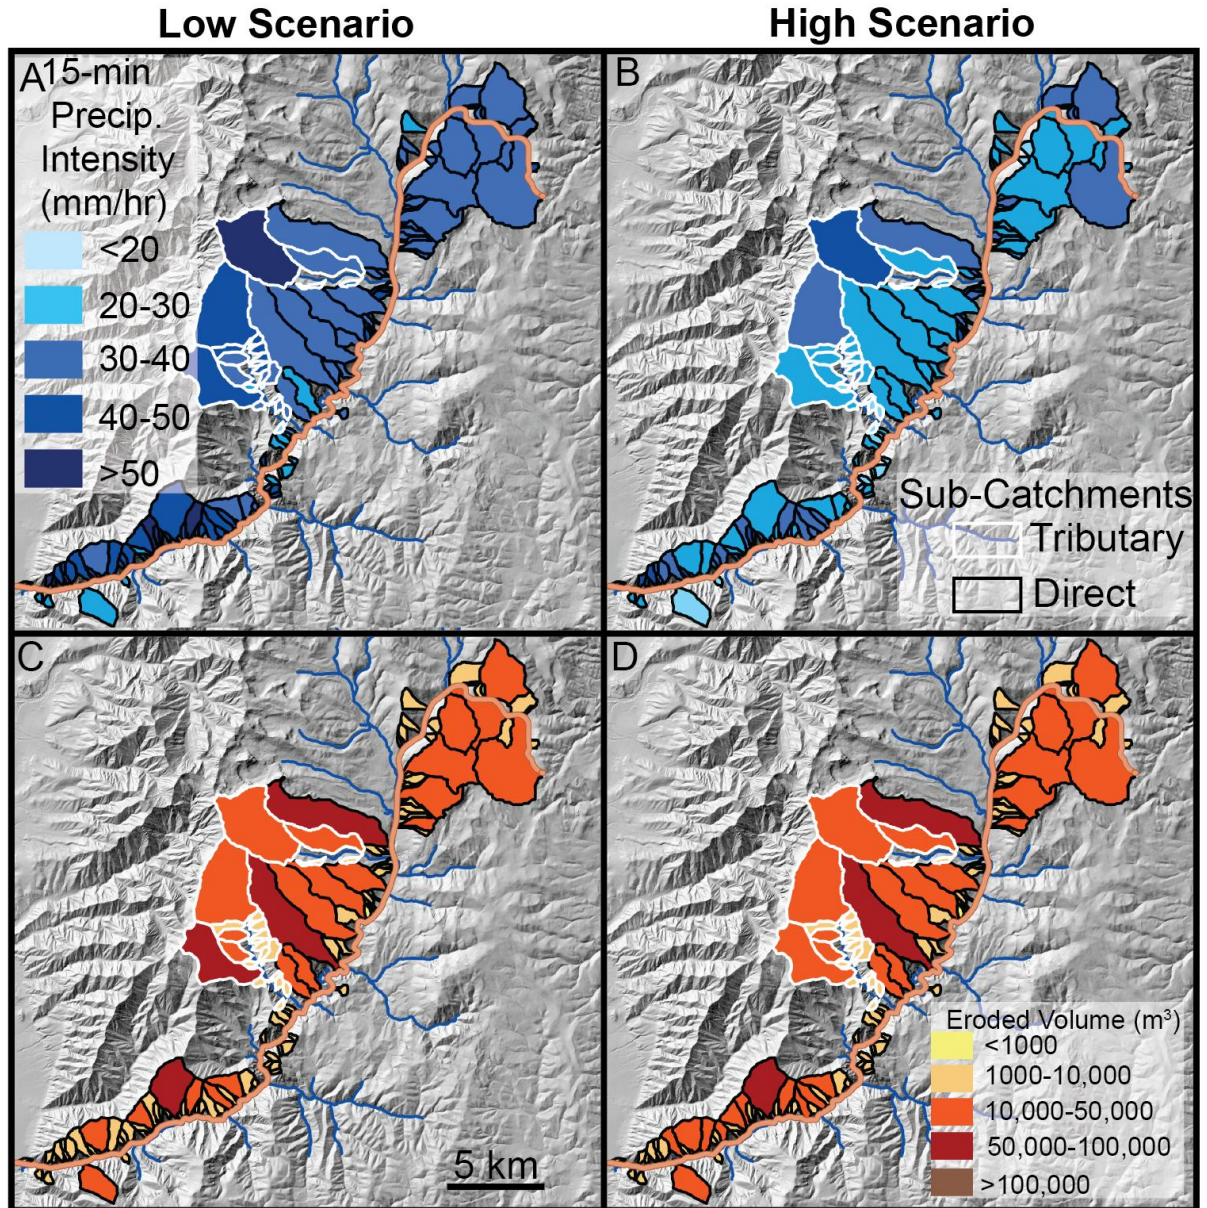 Low Scenario
High Scenario
A
15-min
Precip.
Intensity
(mm/hr)
<20
20-30
30-40
40-50
>50
B
Sub-Catchments
Tributary
Direct
C
5 km
D
Eroded Volume (m³)
<1000
1000-10,000
10,000-50,000
50,000-100,000
>100,000